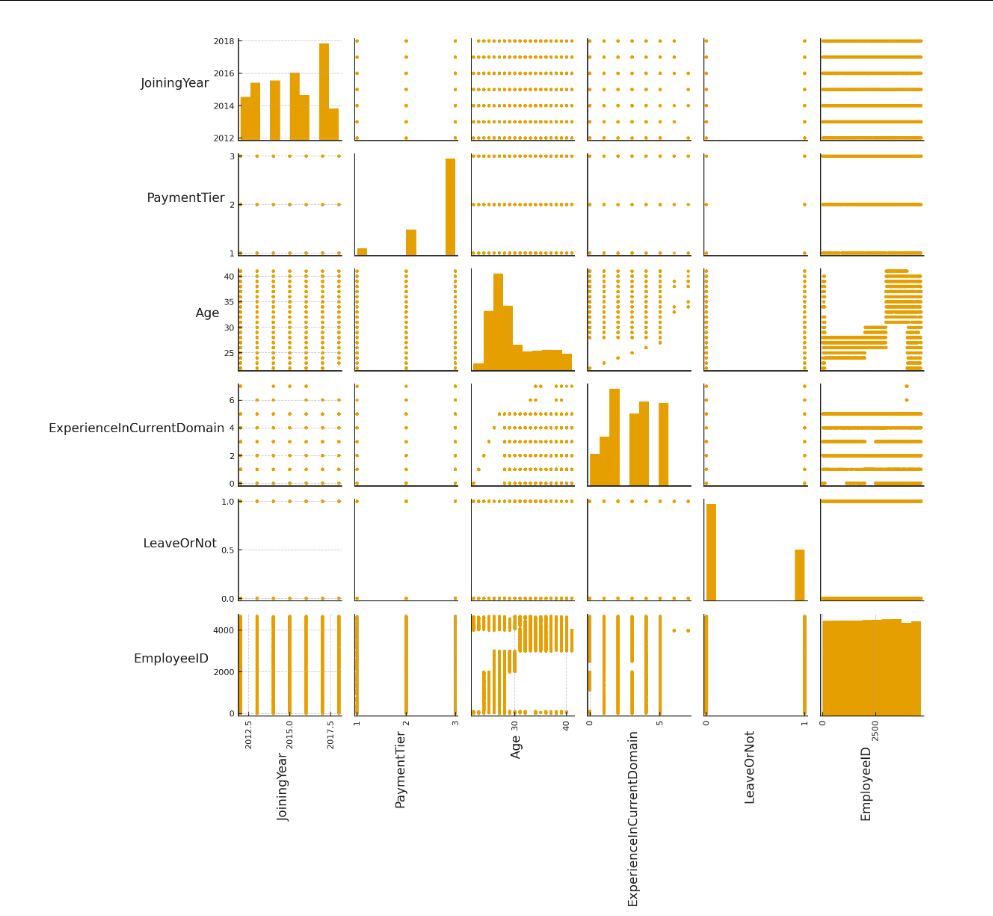 2018
2016
JoiningYear
2014
2012
3
PaymentTier
2
1
40
35
Age
30
25
6
ExperienceInCurrentDomain
4
2
0
1.0
LeaveOrNot
0.5
0.0
4000
EmployeeID
2000
0
2012.5 2015.0 2017.5 1 2 3 30 40 0 5 0 1 0 2500
JoiningYear PaymentTier Age ExperienceInCurrentDomain LeaveOrNot EmployeeID